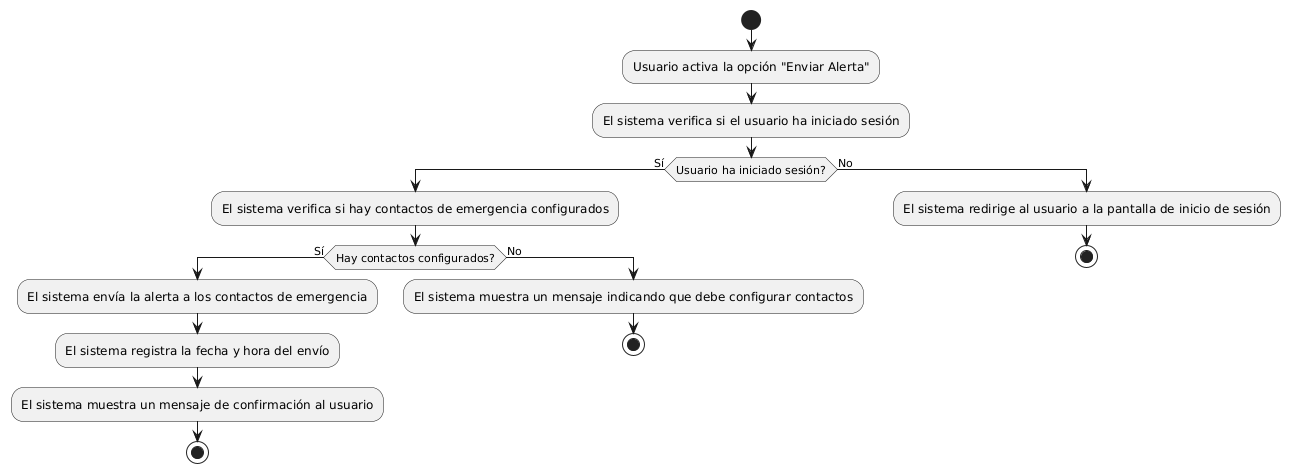 Usuario activa la opción "Enviar Alerta"
El sistema verifica si el usuario ha iniciado sesión
Sí
Usuario ha iniciado sesión?
No
El sistema verifica si hay contactos de emergencia configurados
El sistema redirige al usuario a la pantalla de inicio de sesión
Sí
Hay contactos configurados?
No
El sistema envía la alerta a los contactos de emergencia
El sistema muestra un mensaje indicando que debe configurar contactos
El sistema registra la fecha y hora del envío
El sistema muestra un mensaje de confirmación al usuario